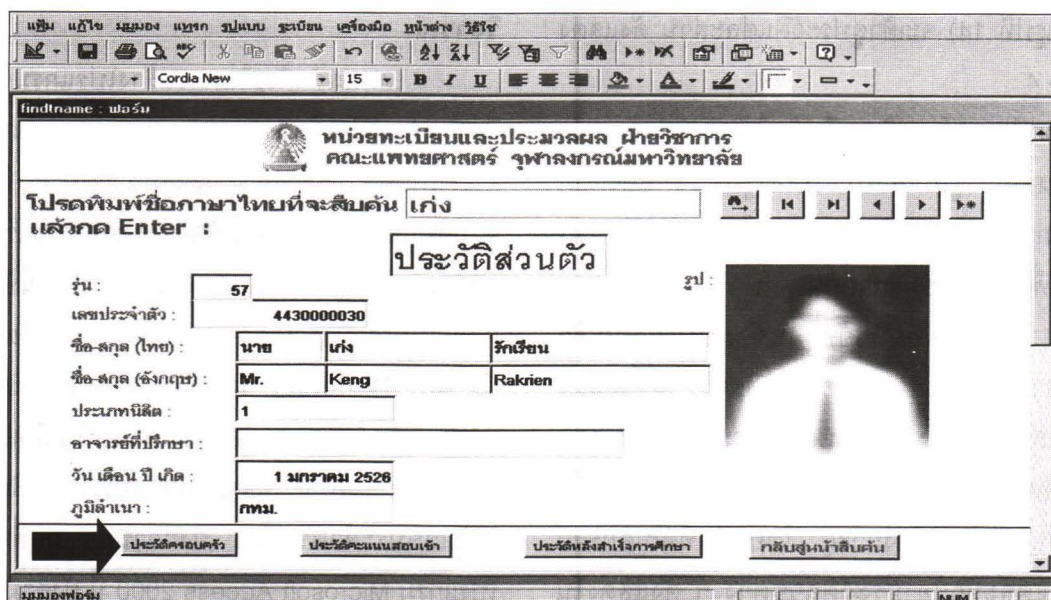 แฟ้ม แก้ไข มุมมอง แทรก รูปแบบ ระเบียน เครื่องมือ หน้าต่าง วิธีใช้
Cordia New 15 B I U
findtname : ฟอร์ม
หน่วยทะเบียนและประมวลผล ฝ่ายวิชาการ
คณะแพทยศาสตร์ จุฬาลงกรณ์มหาวิทยาลัย
โปรดพิมพ์ชื่อภาษาไทยที่จะสืบค้น เก่ง
แล้วกด Enter :
ประวัติส่วนตัว
รุ่น : 57 รูป :
เลขประจำตัว : 4430000030
ชื่อ-สกุล (ไทย) : นาย เก่ง รักเรียน
ชื่อ-สกุล (อังกฤษ) : Mr. Keng Rakrien
ประเภทนิสิต : 1
อาจารย์ที่ปรึกษา :
วัน เดือน ปี เกิด : 1 มกราคม 2526
ภูมิลำเนา : กทม.
ประวัติครอบครัว ประวัติคะแนนสอบเข้า ประวัติหลังสำเร็จการศึกษา กลับสู่หน้าสืบค้น
มุมมองฟอร์ม NUM